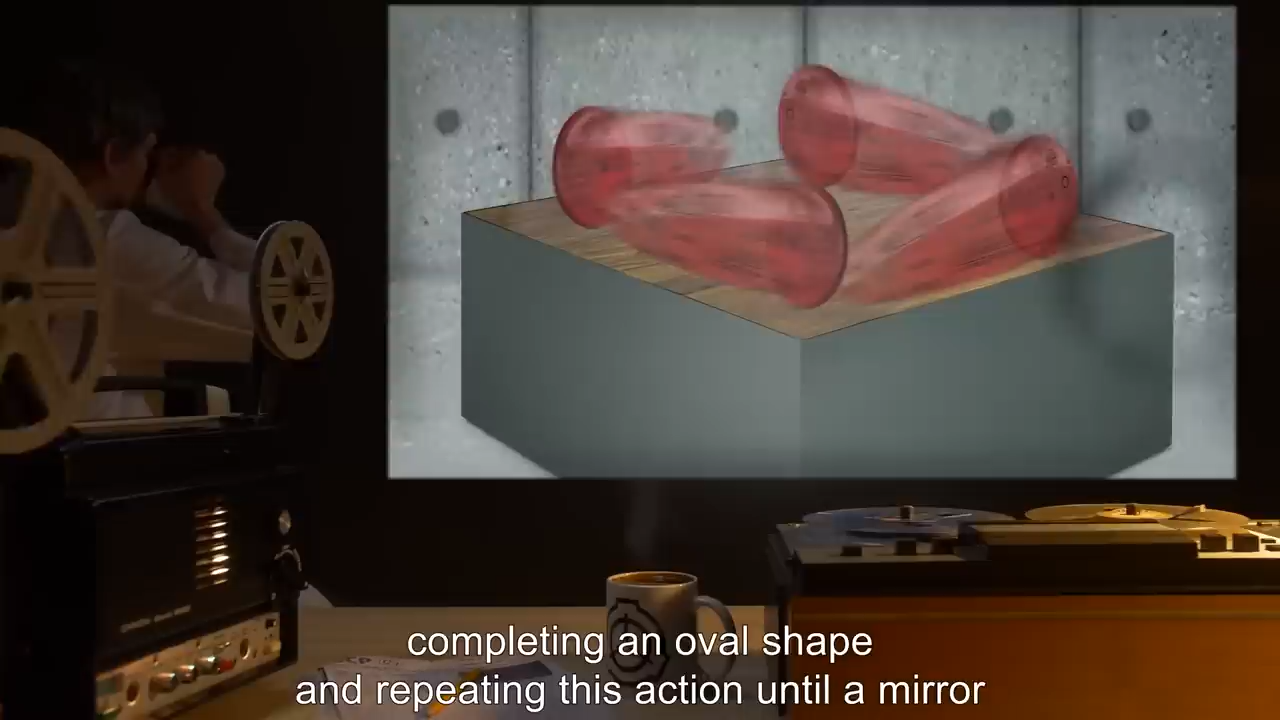 completing an oval shape
and repeating this action until a mirror